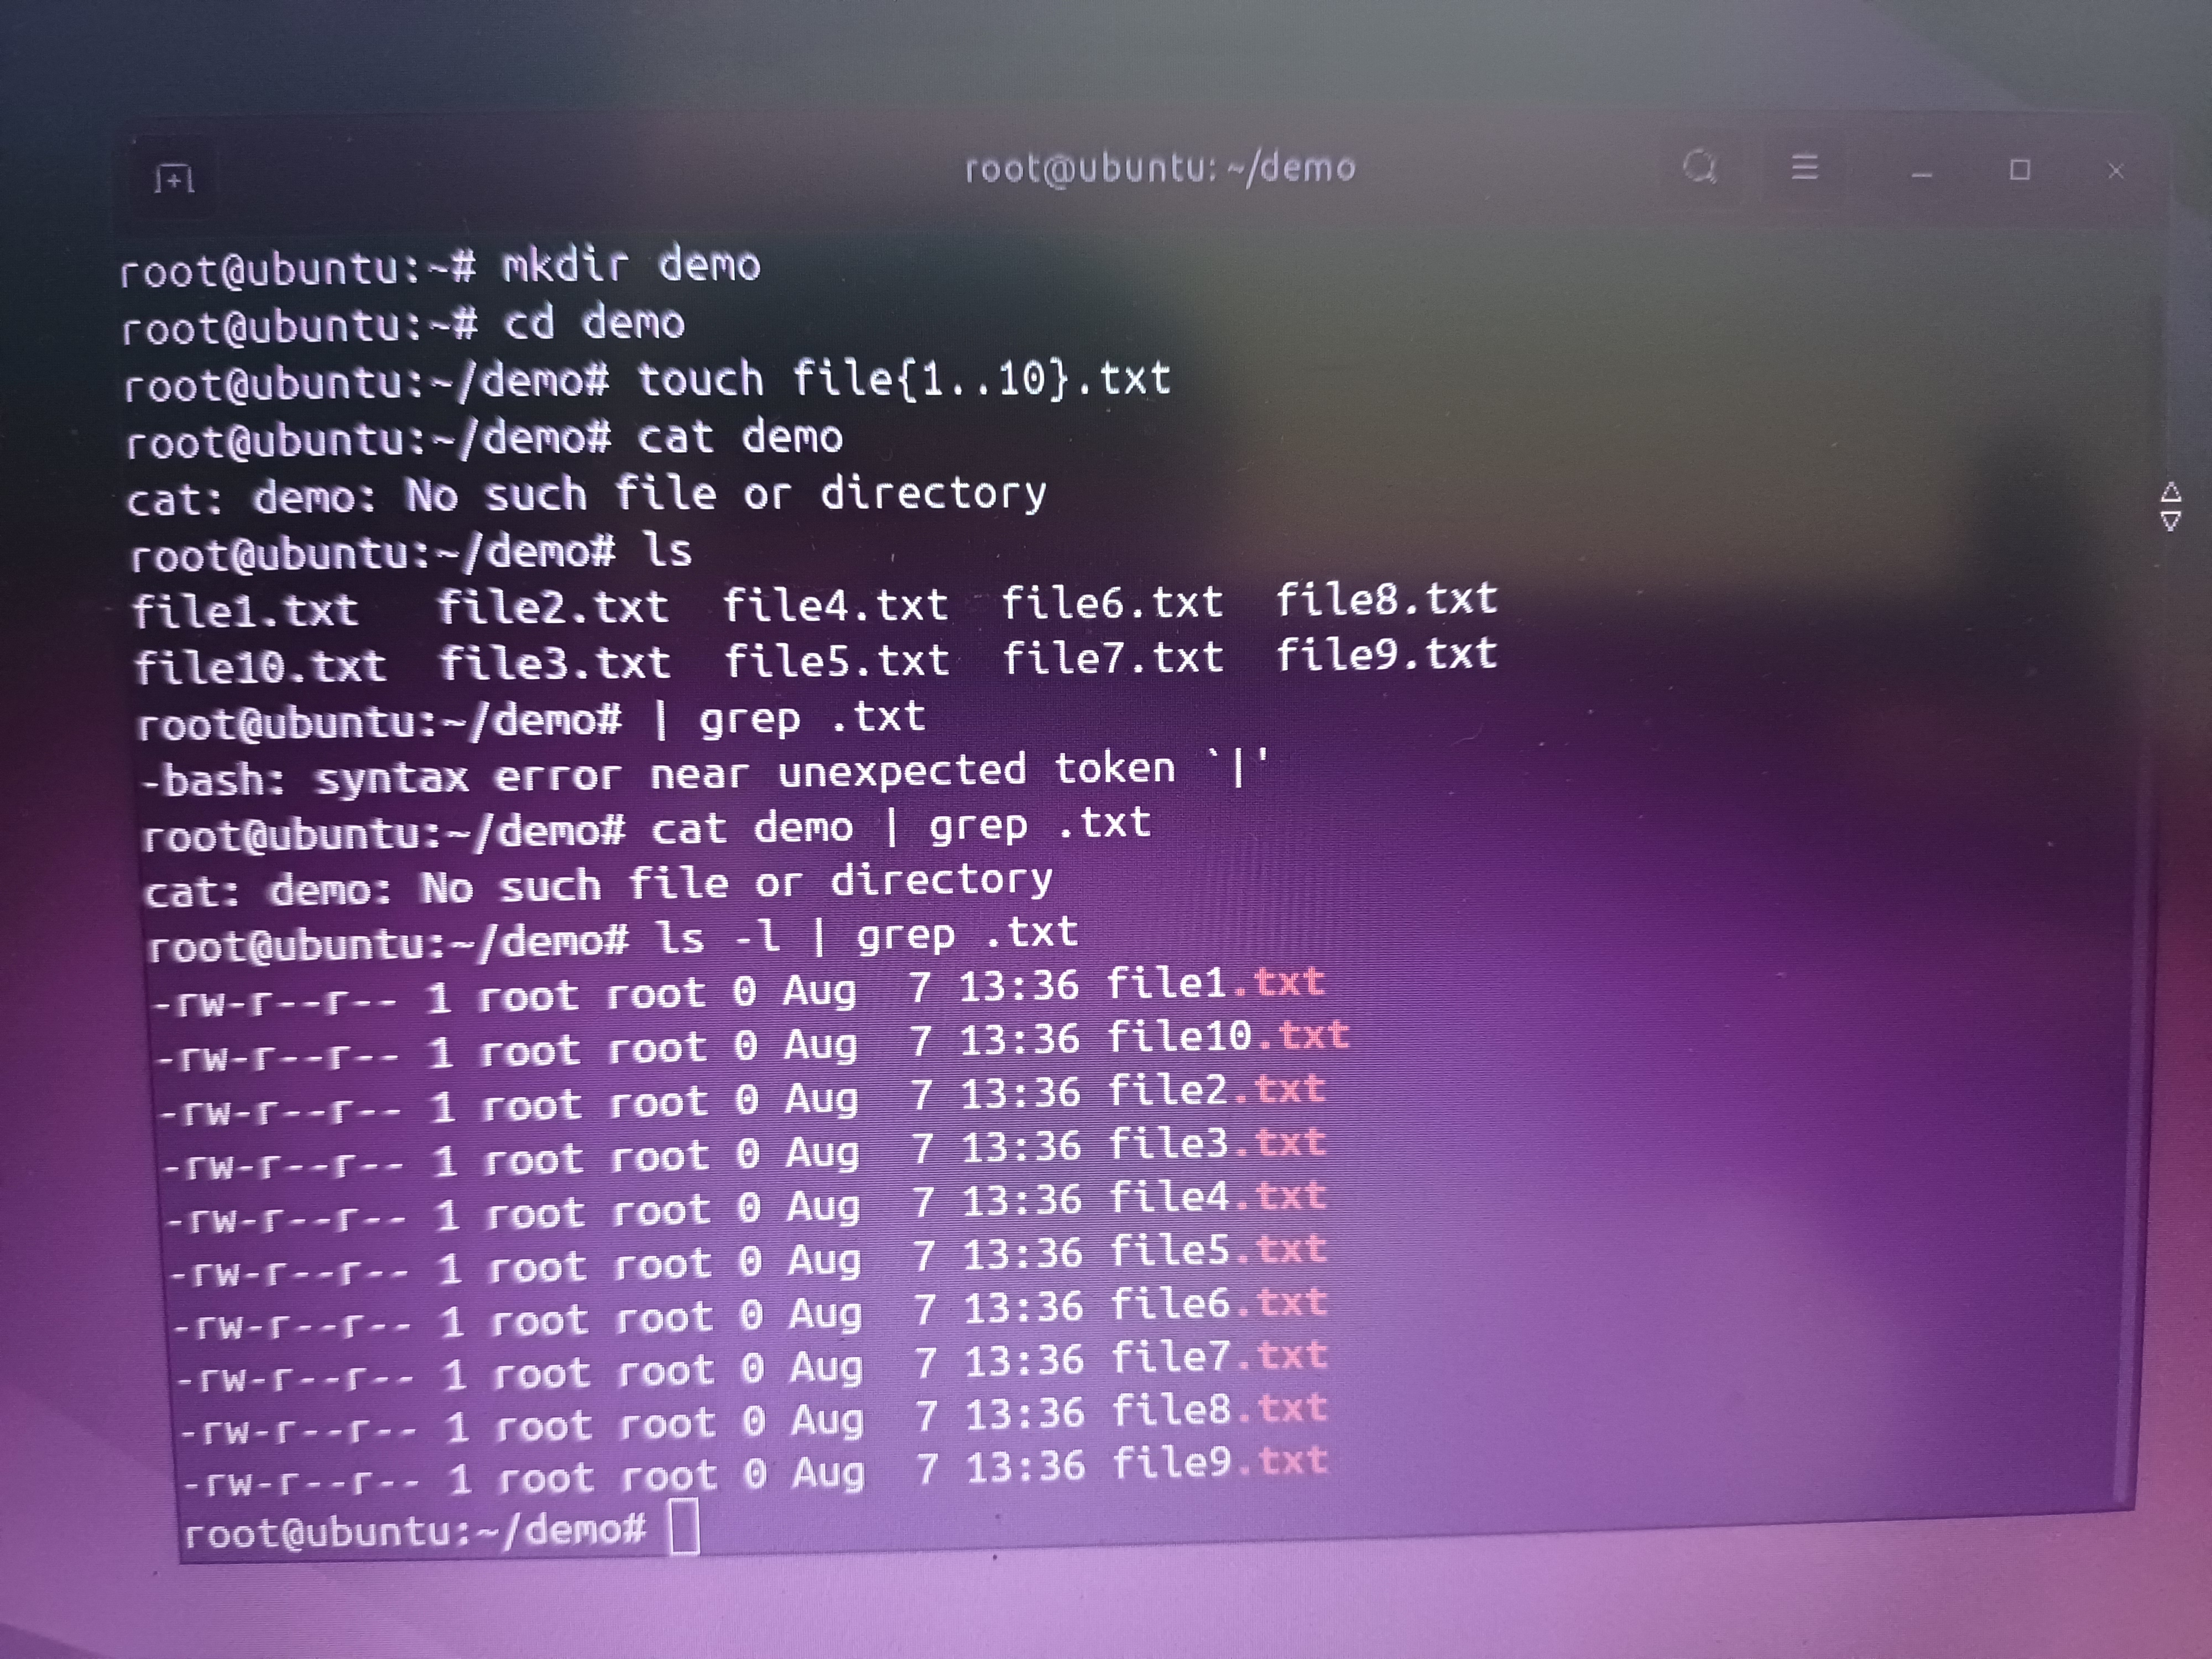 root@ubuntu: ~/demo
root@ubuntu:~# mkdir demo
root@ubuntu:~# cd demo
root@ubuntu:~/demo# touch file{1..10}.txt
root@ubuntu:~/demo# cat demo
cat: demo: No such file or directory
root@ubuntu:~/demo# ls
file1.txt   file2.txt  file4.txt  file6.txt  file8.txt
file10.txt  file3.txt  file5.txt  file7.txt  file9.txt
root@ubuntu:~/demo# | grep .txt
-bash: syntax error near unexpected token `|'
root@ubuntu:~/demo# cat demo | grep .txt
cat: demo: No such file or directory
root@ubuntu:~/demo# ls -l | grep .txt
-rw-r--r-- 1 root root 0 Aug  7 13:36 file1.txt
-rw-r--r-- 1 root root 0 Aug  7 13:36 file10.txt
-rw-r--r-- 1 root root 0 Aug  7 13:36 file2.txt
-rw-r--r-- 1 root root 0 Aug  7 13:36 file3.txt
-rw-r--r-- 1 root root 0 Aug  7 13:36 file4.txt
-rw-r--r-- 1 root root 0 Aug  7 13:36 file5.txt
-rw-r--r-- 1 root root 0 Aug  7 13:36 file6.txt
-rw-r--r-- 1 root root 0 Aug  7 13:36 file7.txt
-rw-r--r-- 1 root root 0 Aug  7 13:36 file8.txt
-rw-r--r-- 1 root root 0 Aug  7 13:36 file9.txt
root@ubuntu:~/demo#